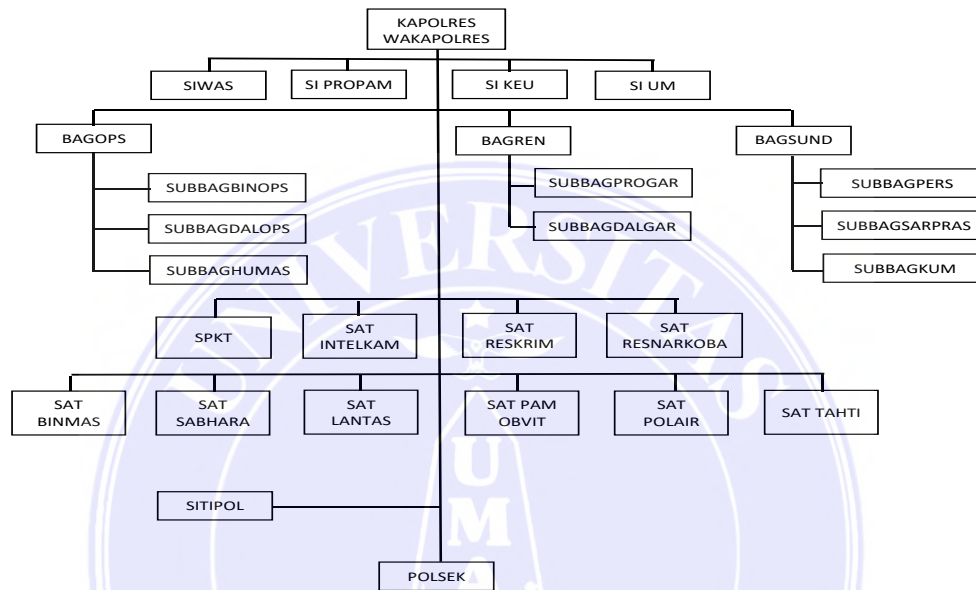 KAPOLRES
WAKAPOLRES
SIWAS
SI PROPAM
SI KEU
SI UM
BAGOPS
BAGREN
BAGSUND
SUBBAGBINOPS
SUBBAGPROGAR
SUBBAGPERS
SUBBAGDALOPS
SUBBAGDALGAR
SUBBAGSARPRAS
SUBBAGHUMAS
SUBBAGKUM
UNIVERSITAS
SPKT
SAT
INTELKAM
SAT
RESKRIM
SAT
RESNARKOBA
SAT
BINMAS
SAT
SABHARA
SAT
LANTAS
SAT PAM
OBVIT
SAT
POLAIR
SAT TAHTI
UMA
SITIPOL
POLSEK